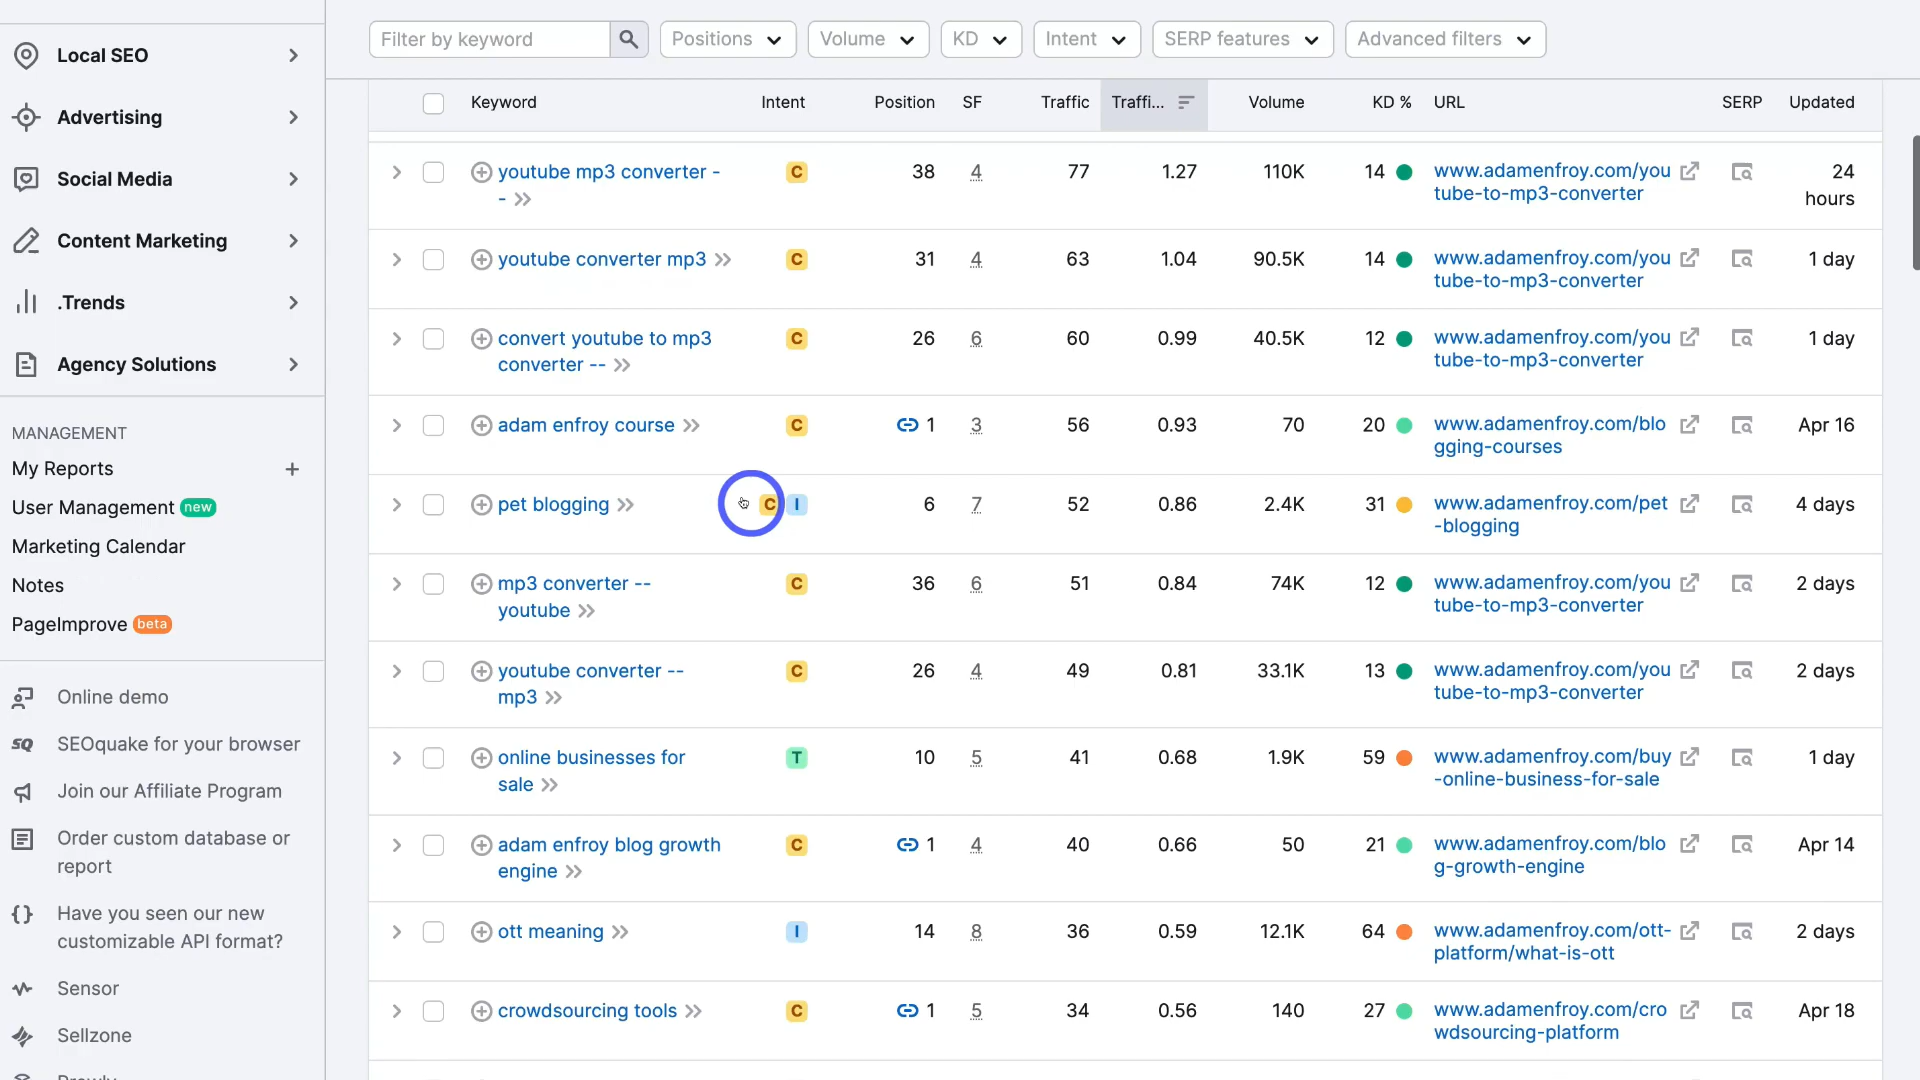 Local SEO
Advertising
Social Media
Content Marketing
.Trends
Agency Solutions
MANAGEMENT
My Reports
User Management new
Marketing Calendar
Notes
PageImprove beta
Online demo
SQ SEOquake for your browser
Join our Affiliate Program
Order custom database or
report
Have you seen our new
customizable API format?
Sensor
Sellzone
Filter by keyword Positions Volume KD Intent SERP features Advanced filters
Keyword Intent Position SF Traffic Traffi... Volume KD % URL SERP Updated
youtube mp3 converter - C 38 4 77 1.27 110K 14 www.adamenfroy.com/you 24
- tube-to-mp3-converter hours
youtube converter mp3 C 31 4 63 1.04 90.5K 14 www.adamenfroy.com/you 1 day
tube-to-mp3-converter
convert youtube to mp3 C 26 6 60 0.99 40.5K 12 www.adamenfroy.com/you 1 day
converter -- tube-to-mp3-converter
adam enfroy course C 1 3 56 0.93 70 20 www.adamenfroy.com/blo Apr 16
gging-courses
pet blogging C I 6 7 52 0.86 2.4K 31 www.adamenfroy.com/pet 4 days
-blogging
mp3 converter -- C 36 6 51 0.84 74K 12 www.adamenfroy.com/you 2 days
youtube tube-to-mp3-converter
youtube converter -- C 26 4 49 0.81 33.1K 13 www.adamenfroy.com/you 2 days
mp3 tube-to-mp3-converter
online businesses for T 10 5 41 0.68 1.9K 59 www.adamenfroy.com/buy 1 day
sale -online-business-for-sale
adam enfroy blog growth C 1 4 40 0.66 50 21 www.adamenfroy.com/blo Apr 14
engine g-growth-engine
ott meaning I 14 8 36 0.59 12.1K 64 www.adamenfroy.com/ott- 2 days
platform/what-is-ott
crowdsourcing tools C 1 5 34 0.56 140 27 www.adamenfroy.com/cro Apr 18
wdsourcing-platform